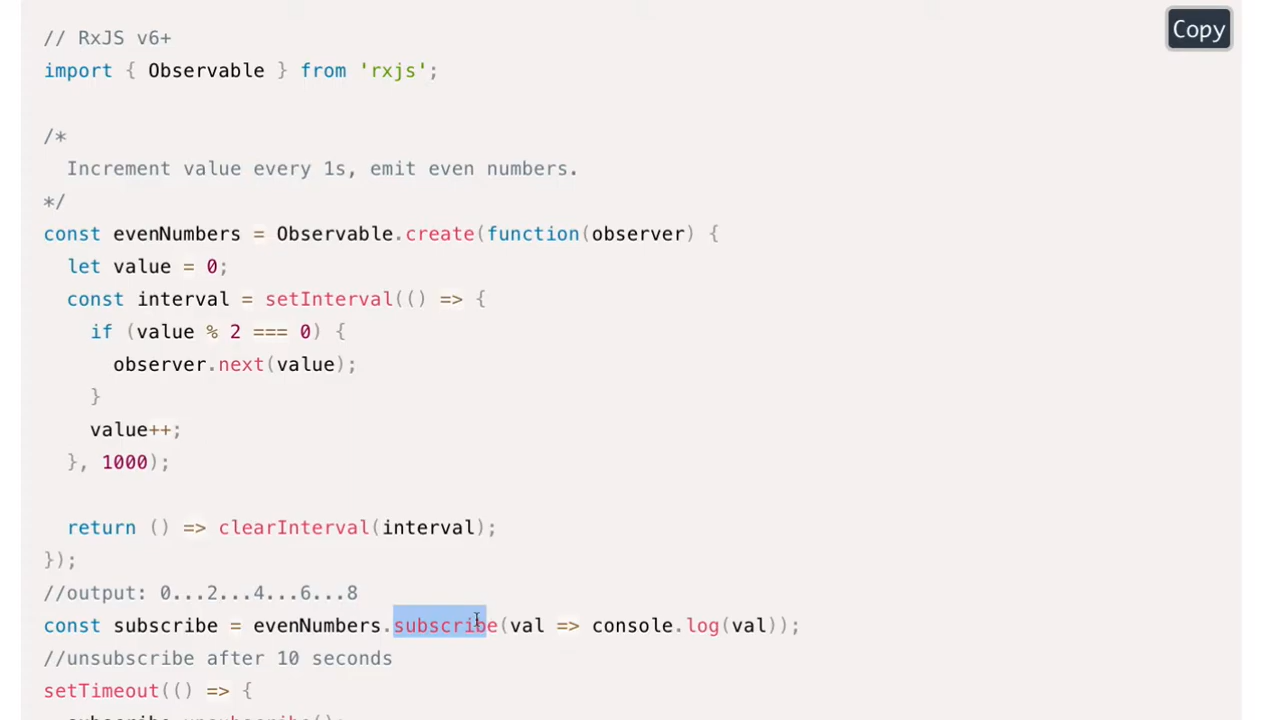 Copy
// RxJS v6+
import { Observable } from 'rxjs';
/*
Increment value every 1s, emit even numbers.
*/
const evenNumbers = Observable.create(function(observer) {
let value = 0;
const interval = setInterval(() => {
if (value % 2 === 0) {
observer.next(value);
}
value++;
}, 1000);
return () => clearInterval(interval);
});
//output: 0...2...4...6...8
const subscribe = evenNumbers.subscribe(val => console.log(val));
//unsubscribe after 10 seconds
setTimeout(() => {